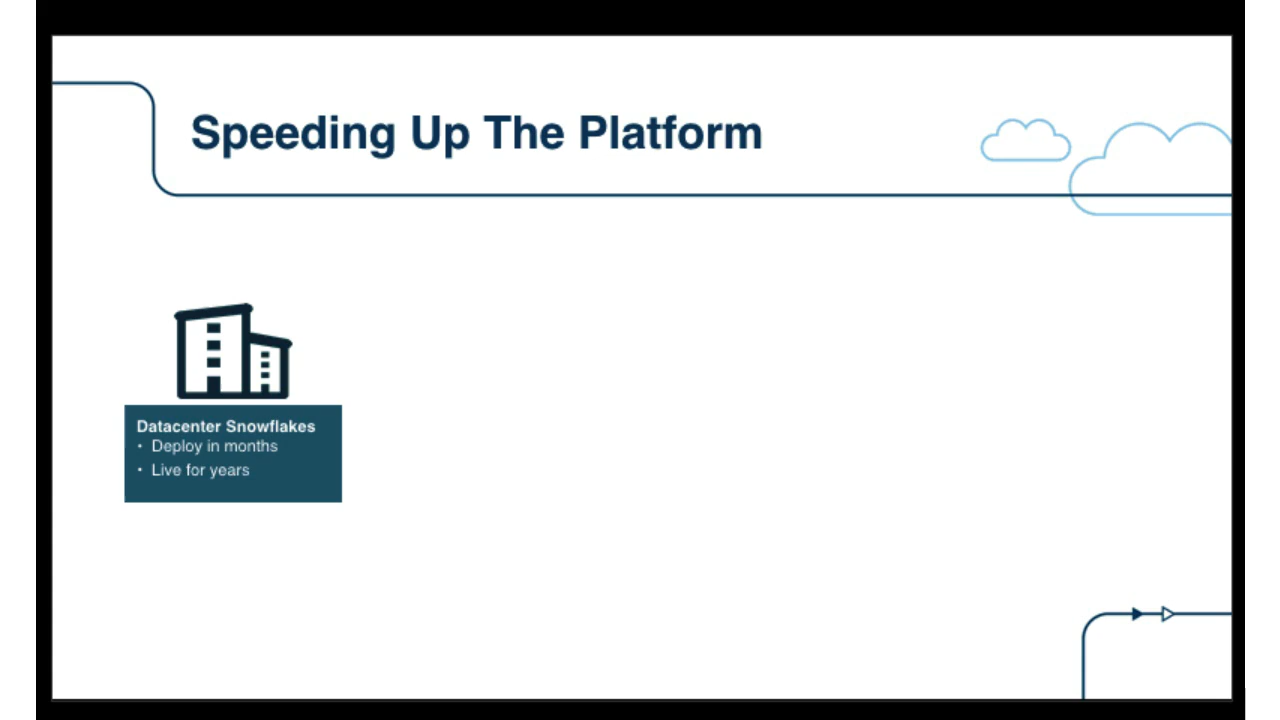 Speeding Up The Platform
Datacenter Snowflakes
• Deploy in months
• Live for years